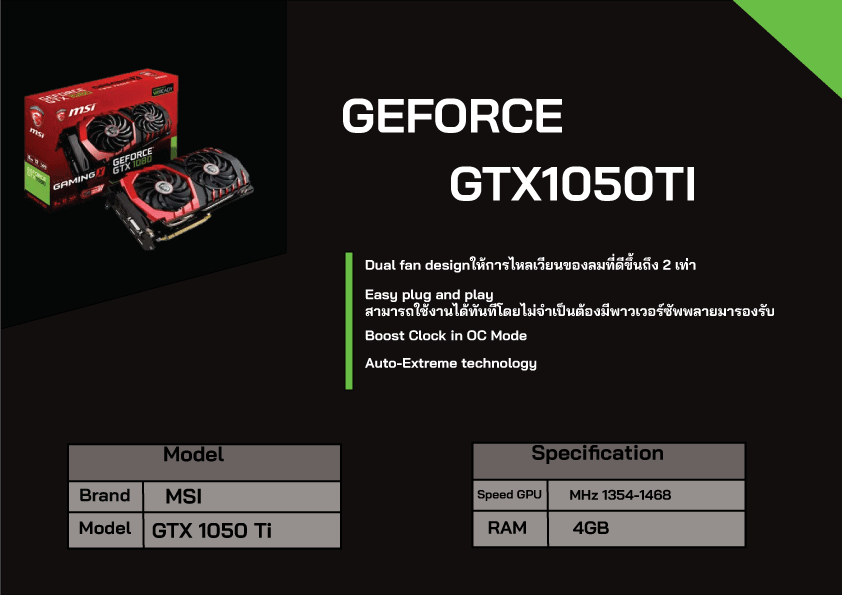 GEFORCE
GTX1050TI
msi
msi
GAMING X
GEFORCE
GTX 1080
Dual fan designให้การไหลเวียนของลมที่ดีขึ้นถึง 2 เท่า
Easy plug and play
สามารถใช้งานได้ทันทีโดยไม่จำเป็นต้องมีพาวเวอร์ซัพพลายมารองรับ
Boost Clock in OC Mode
Auto-Extreme technology
Model
Brand MSI
Model GTX 1050 Ti
Specification
Speed GPU MHz 1354-1468
RAM 4GB